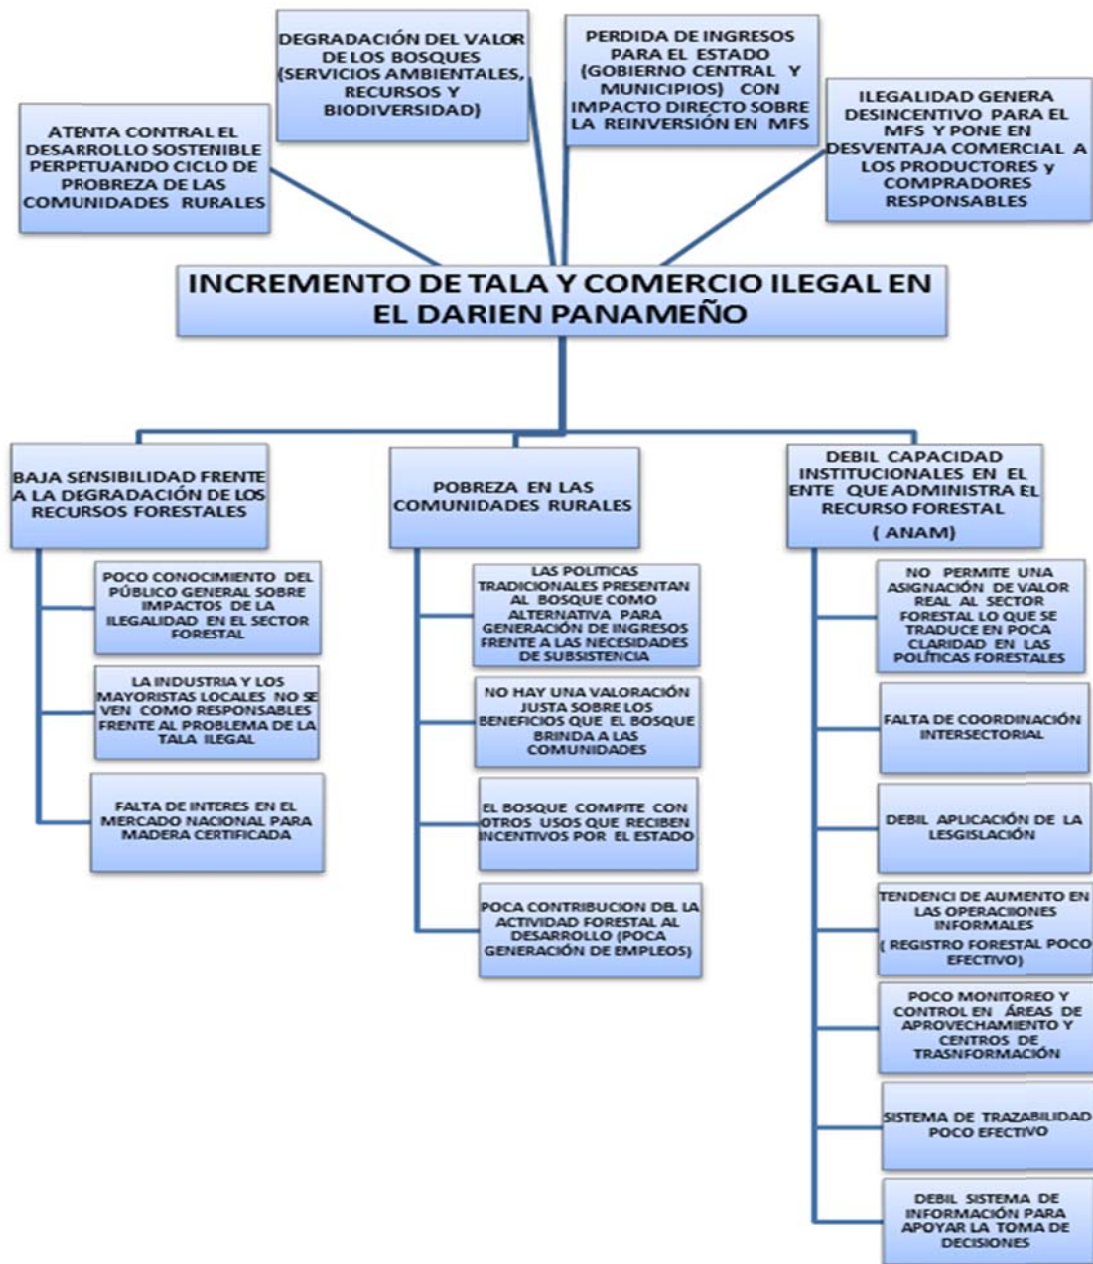 DEGRADACIÓN DEL VALOR
DE LOS BOSQUES
(SERVICIOS AMBIENTALES,
RECURSOS Y
BIODIVERSIDAD)
PERDIDA DE INGRESOS
PARA EL ESTADO
(GOBIERNO CENTRAL Y
MUNICIPIOS) CON
IMPACTO DIRECTO SOBRE
LA REINVERSIÓN EN MFS
ATENTA CONTRAL EL
DESARROLLO SOSTENIBLE
PERPETUANDO CICLO DE
PROBREZA DE LAS
COMUNIDADES RURALES
ILEGALIDAD GENERA
DESINCENTIVO PARA EL
MFS Y PONE EN
DESVENTAJA COMERCIAL A
LOS PRODUCTORES y
COMPRADORES
RESPONSABLES
INCREMENTO DE TALA Y COMERCIO ILEGAL EN
EL DARIEN PANAMEÑO
BAJA SENSIBILIDAD FRENTE
A LA DEGRADACIÓN DE LOS
RECURSOS FORESTALES
POCO CONOCIMIENTO DEL
PÚBLICO GENERAL SOBRE
IMPACTOS DE LA
ILEGALIDAD EN EL SECTOR
FORESTAL
LA INDUSTRIA Y LOS
MAYORISTAS LOCALES NO SE
VEN COMO RESPONSABLES
FRENTE AL PROBLEMA DE LA
TALA ILEGAL
FALTA DE INTERES EN EL
MERCADO NACIONAL PARA
MADERA CERTIFICADA
POBREZA EN LAS
COMUNIDADES RURALES
LAS POLITICAS
TRADICIONALES PRESENTAN
AL BOSQUE COMO
ALTERNATIVA PARA
GENERACIÓN DE INGRESOS
FRENTE A LAS NECESIDADES
DE SUBSISTENCIA
NO HAY UNA VALORACIÓN
JUSTA SOBRE LOS
BENEFICIOS QUE EL BOSQUE
BRINDA A LAS
COMUNIDADES
EL BOSQUE COMPITE CON
OTROS USOS QUE RECIBEN
INCENTIVOS POR EL ESTADO
POCA CONTRIBUCION DEL LA
ACTIVIDAD FORESTAL AL
DESARROLLO (POCA
GENERACIÓN DE EMPLEOS)
DEBIL CAPACIDAD
INSTITUCIONALES EN EL
ENTE QUE ADMINISTRA EL
RECURSO FORESTAL
( ANAM)
NO PERMITE UNA
ASIGNACIÓN DE VALOR
REAL AL SECTOR
FORESTAL LO QUE SE
TRADUCE EN POCA
CLARIDAD EN LAS
POLÍTICAS FORESTALES
FALTA DE COORDINACIÓN
INTERSECTORIAL
DEBIL APLICACIÓN DE LA
LESGISLACIÓN
TENDENCI DE AUMENTO EN
LAS OPERACIIONES
INFORMALES
( REGISTRO FORESTAL POCO
EFECTIVO)
POCO MONITOREO Y
CONTROL EN ÁREAS DE
APROVECHAMIENTO Y
CENTROS DE
TRASNFORMACIÓN
SISTEMA DE TRAZABILIDAD
POCO EFECTIVO
DEBIL SISTEMA DE
INFORMACIÓN PARA
APOYAR LA TOMA DE
DECISIONES